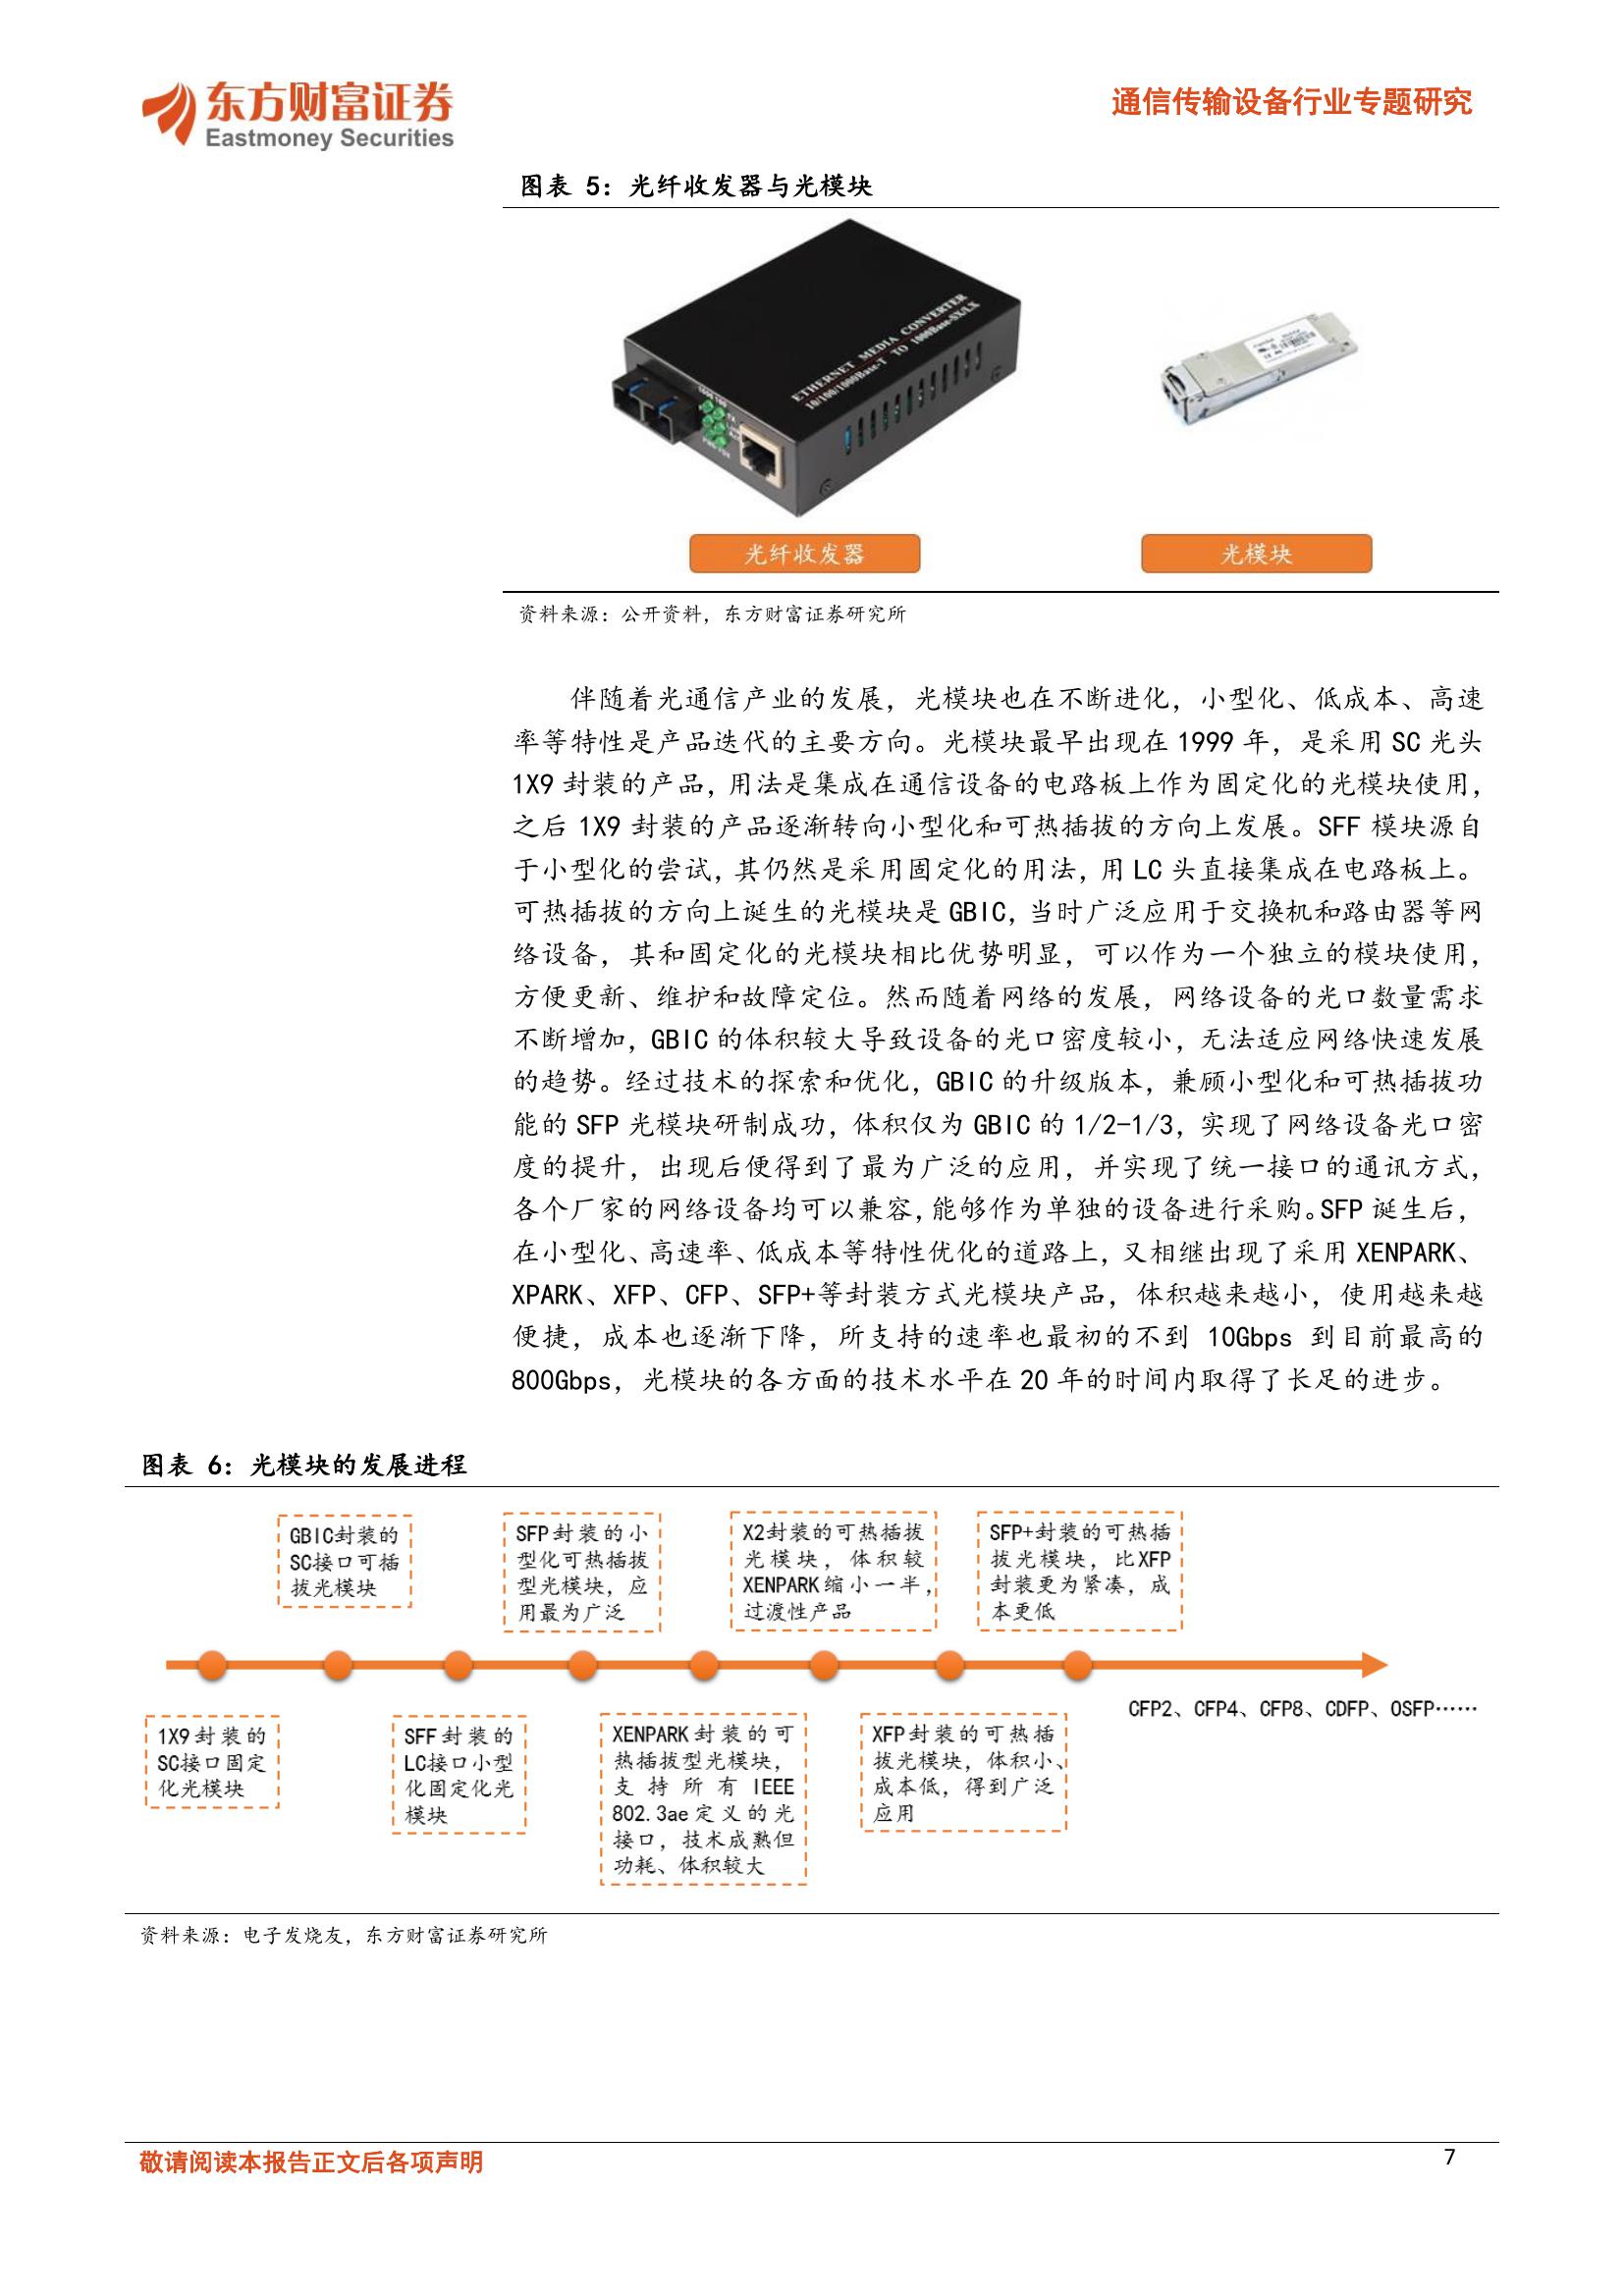 东方财富证券
Eastmoney Securities
通信传输设备行业专题研究
图表 5：光纤收发器与光模块
ETHERNET MEDIA CONVERTER
10/100/1000Base-T TO 1000Base-SX/LX
光纤收发器
光模块
资料来源：公开资料，东方财富证券研究所
伴随着光通信产业的发展，光模块也在不断进化，小型化、低成本、高速
率等特性是产品迭代的主要方向。光模块最早出现在 1999 年，是采用 SC 光头
1X9 封装的产品，用法是集成在通信设备的电路板上作为固定化的光模块使用，
之后 1X9 封装的产品逐渐转向小型化和可热插拔的方向上发展。SFF 模块源自
于小型化的尝试，其仍然是采用固定化的用法，用 LC 头直接集成在电路板上。
可热插拔的方向上诞生的光模块是 GBIC，当时广泛应用于交换机和路由器等网
络设备，其和固定化的光模块相比优势明显，可以作为一个独立的模块使用，
方便更新、维护和故障定位。然而随着网络的发展，网络设备的光口数量需求
不断增加，GBIC 的体积较大导致设备的光口密度较小，无法适应网络快速发展
的趋势。经过技术的探索和优化，GBIC 的升级版本，兼顾小型化和可热插拔功
能的 SFP 光模块研制成功，体积仅为 GBIC 的 1/2-1/3，实现了网络设备光口密
度的提升，出现后便得到了最为广泛的应用，并实现了统一接口的通讯方式，
各个厂家的网络设备均可以兼容，能够作为单独的设备进行采购。SFP 诞生后，
在小型化、高速率、低成本等特性优化的道路上，又相继出现了采用 XENPARK、
XPARK、XFP、CFP、SFP+等封装方式光模块产品，体积越来越小，使用越来越
便捷，成本也逐渐下降，所支持的速率也最初的不到 10Gbps 到目前最高的
800Gbps，光模块的各方面的技术水平在 20 年的时间内取得了长足的进步。
图表 6：光模块的发展进程
GBIC封装的
SC接口可插
拔光模块
SFP封装的小
型化可热插拔
型光模块，应
用最为广泛
X2封装的可热插拔
光模块，体积较
XENPARK缩小一半，
过渡性产品
SFP+封装的可热插
拔光模块，比XFP
封装更为紧凑，成
本更低
CFP2、CFP4、CFP8、CDFP、OSFP……
1X9封装的
SC接口固定
化光模块
SFF封装的
LC接口小型
化固定化光
模块
XENPARK封装的可
热插拔型光模块，
支持所有IEEE
802.3ae定义的光
接口，技术成熟但
功耗、体积较大
XFP封装的可热插
拔光模块，体积小、
成本低，得到广泛
应用
资料来源：电子发烧友，东方财富证券研究所
敬请阅读本报告正文后各项声明
7